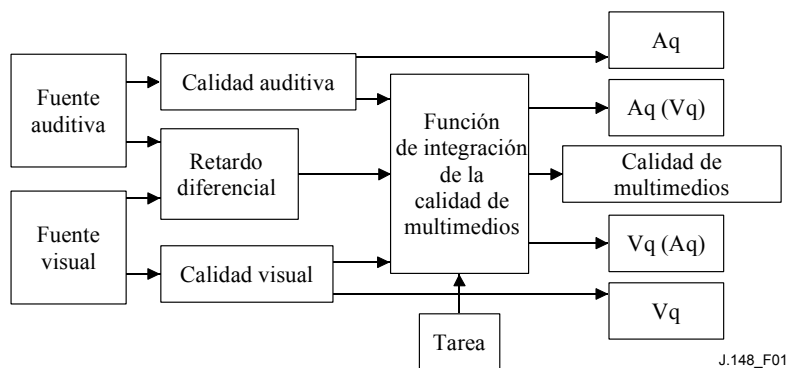 Fuente
auditiva
Fuente
visual
Calidad auditiva
Retardo
diferencial
Calidad visual
Función
de integración
de la
calidad de
multimedios
Tarea
Aq
Aq (Vq)
Calidad de
multimedios
Vq (Aq)
Vq
J.148_F01